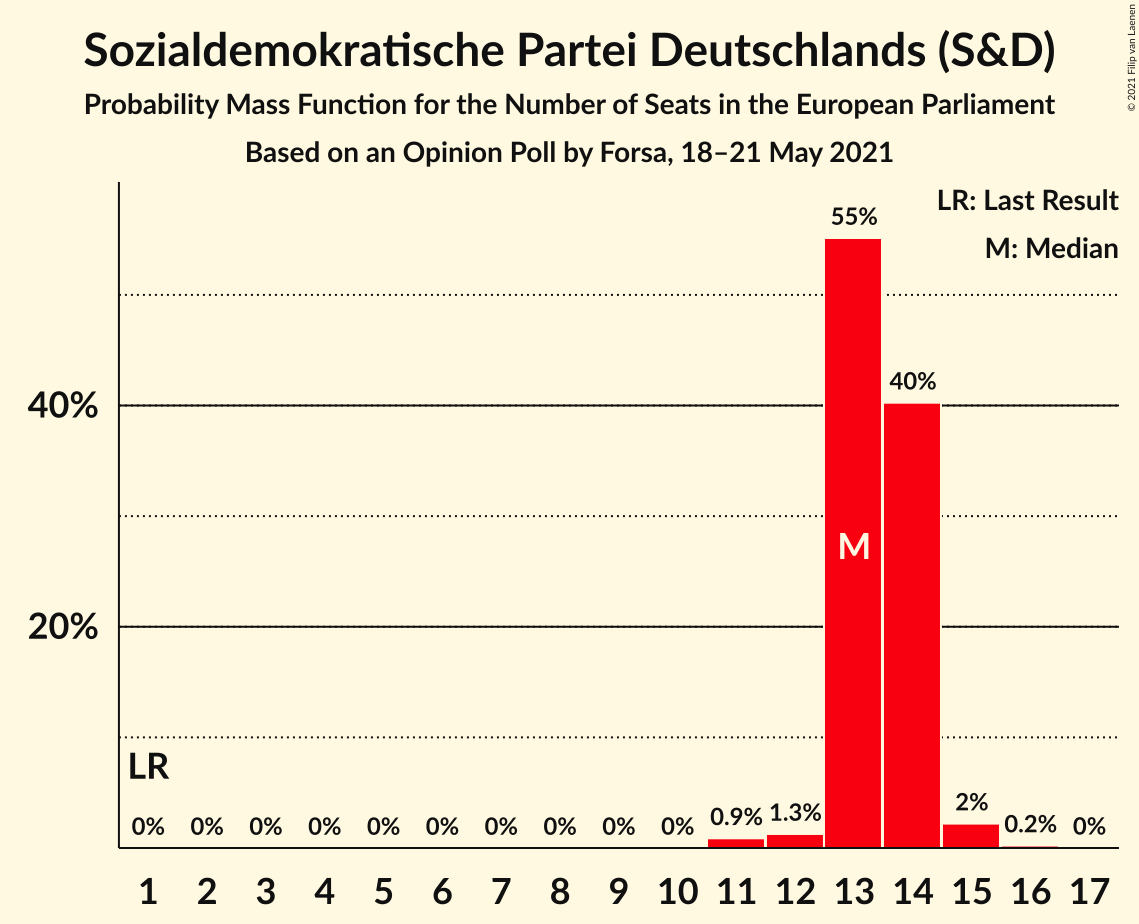 Sozialdemokratische Partei Deutschlands (S&D)
Probability Mass Function for the Number of Seats in the European Parliament
Based on an Opinion Poll by Forsa, 18–21 May 2021
© 2021 Filip van Laenen
LR: Last Result
M: Median
55%
40%
40%
M
20%
LR
0% 0% 0% 0% 0% 0% 0% 0% 0% 0% 0.9% 1.3% 2% 0.2% 0%
1 2 3 4 5 6 7 8 9 10 11 12 13 14 15 16 17